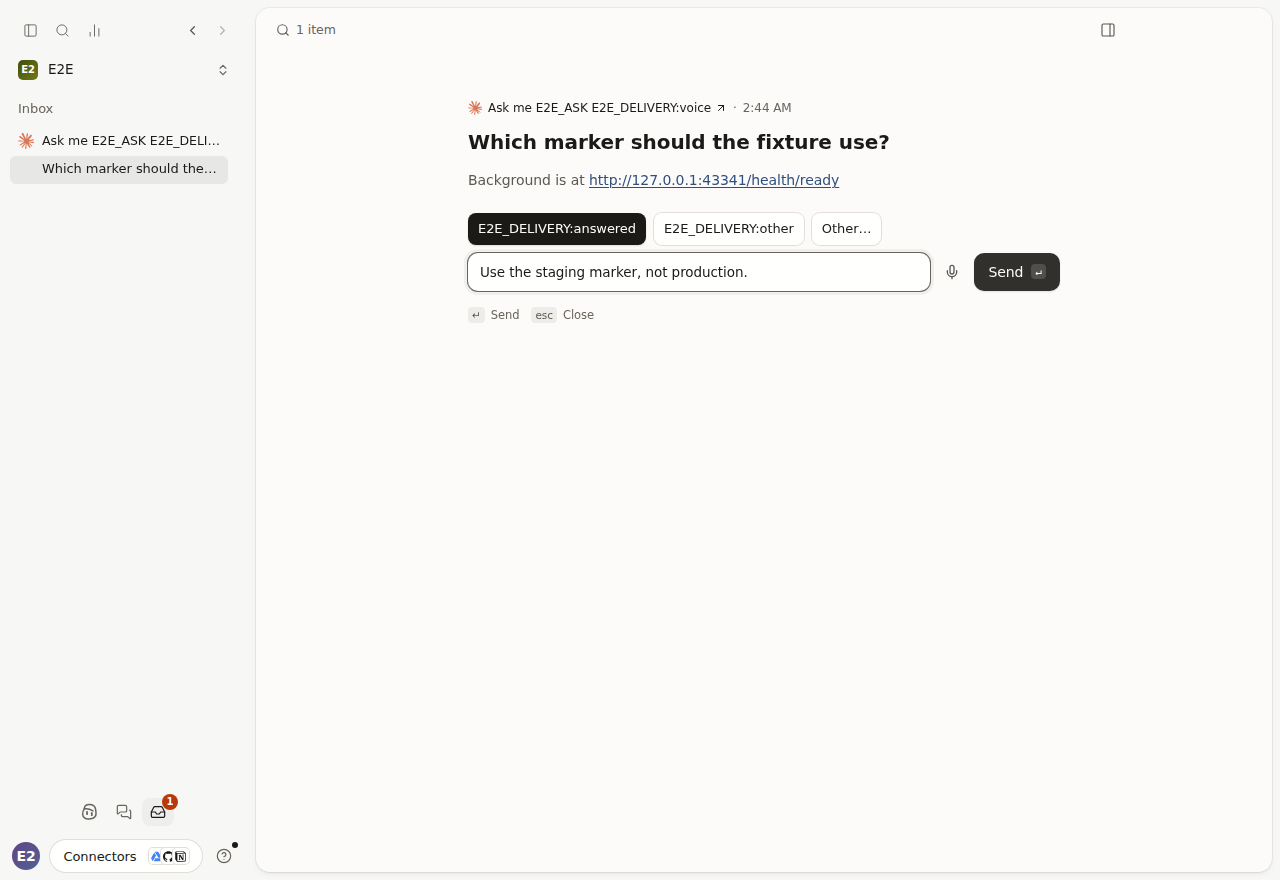 1 item
E2 E2E
Inbox
Ask me E2E_ASK E2E_DELI…
Which marker should the…
Ask me E2E_ASK E2E_DELIVERY:voice · 2:44 AM
Which marker should the fixture use?
Background is at http://127.0.0.1:43341/health/ready
E2E_DELIVERY:answered E2E_DELIVERY:other Other…
Use the staging marker, not production. Send ↵
↵ Send esc Close
1
E2 Connectors